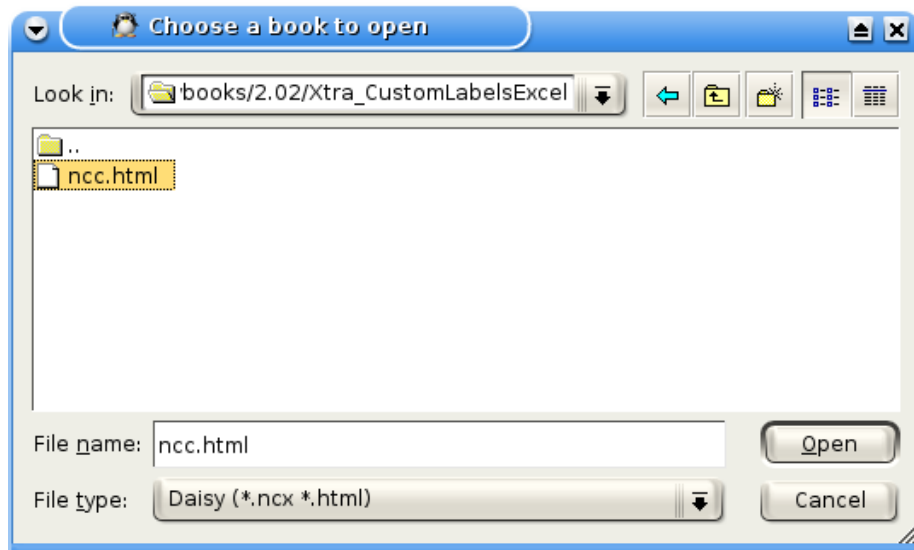 Choose a book to open
Look in: books/2.02/Xtra_CustomLabelsExcel
..
ncc.html
File name: ncc.html Open
File type: Daisy (*.ncx *.html) Cancel